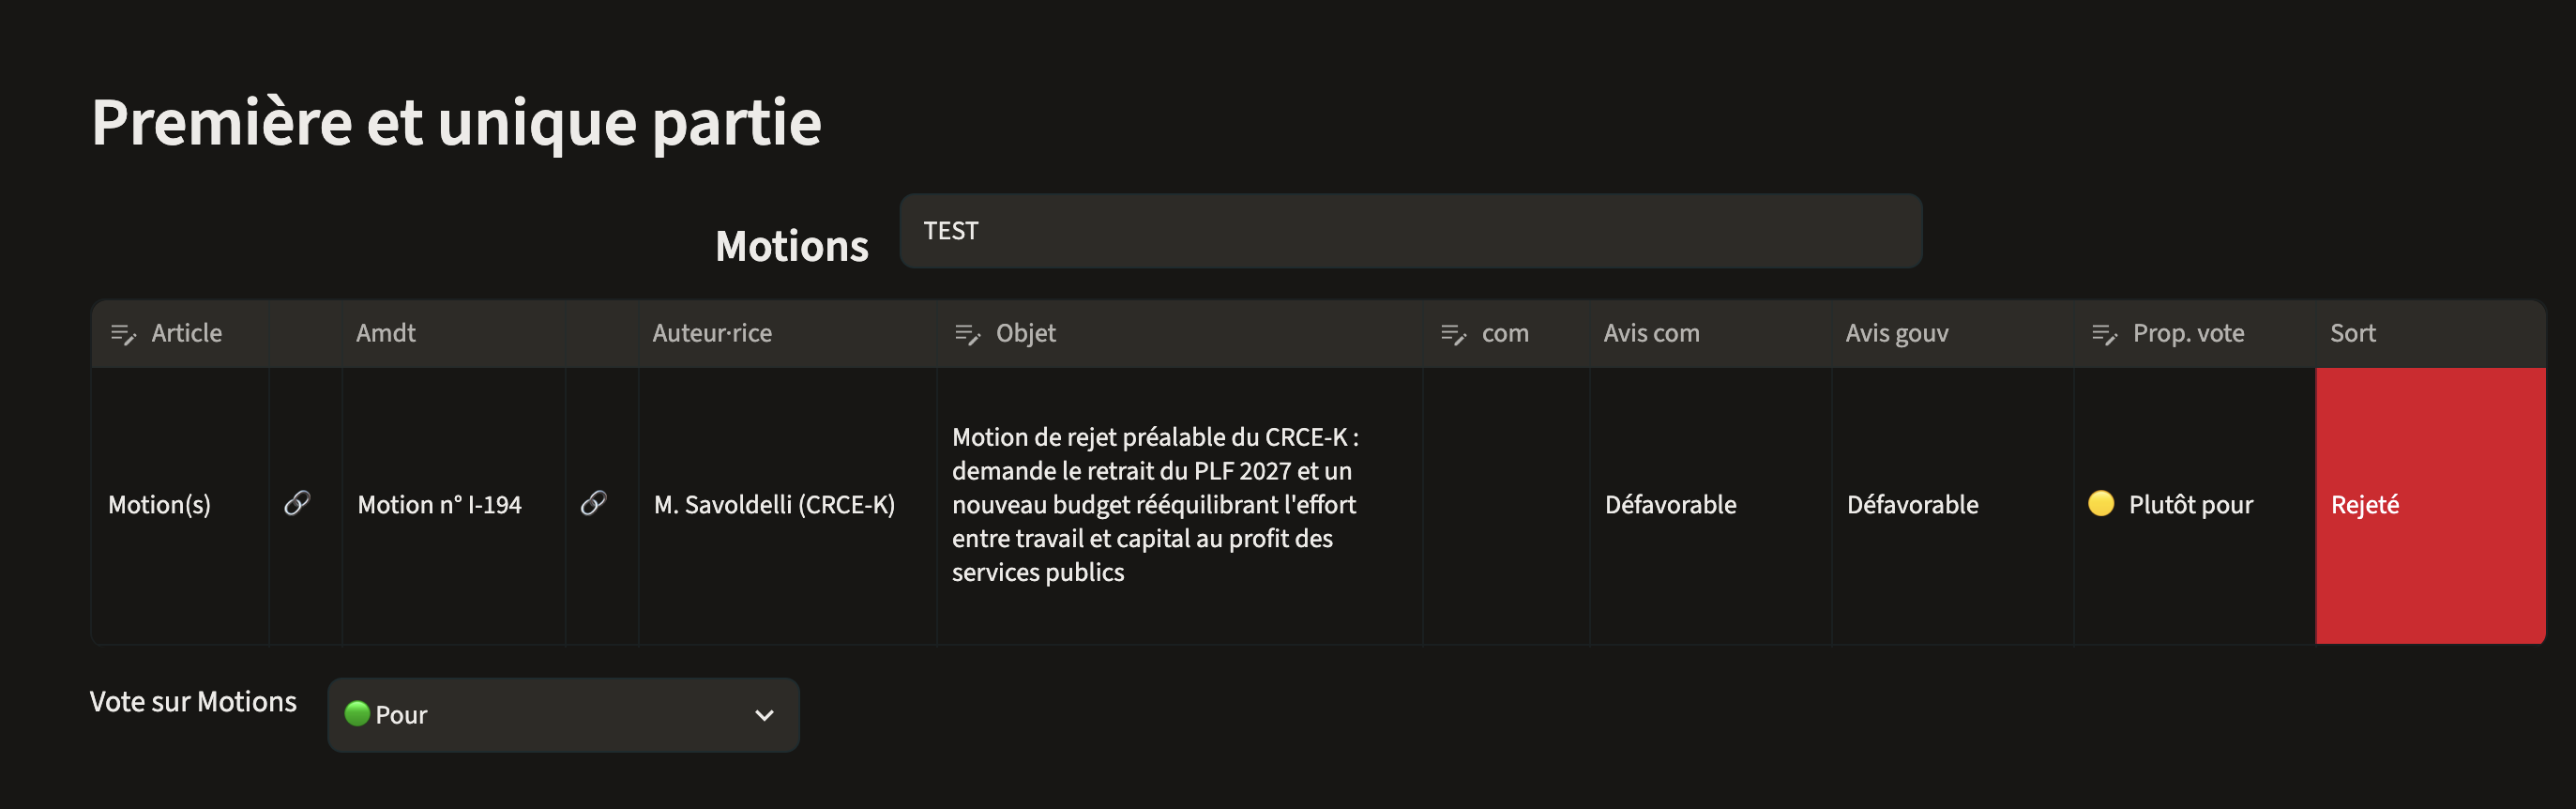 Première et unique partie
Motions
TEST
Article Amdt Auteur·rice Objet com Avis com Avis gouv Prop. vote Sort
Motion(s) Motion n° I-194 M. Savoldelli (CRCE-K)
Motion de rejet préalable du CRCE-K :
demande le retrait du PLF 2027 et un
nouveau budget rééquilibrant l'effort
entre travail et capital au profit des
services publics
Défavorable Défavorable Plutôt pour Rejeté
Vote sur Motions
Pour